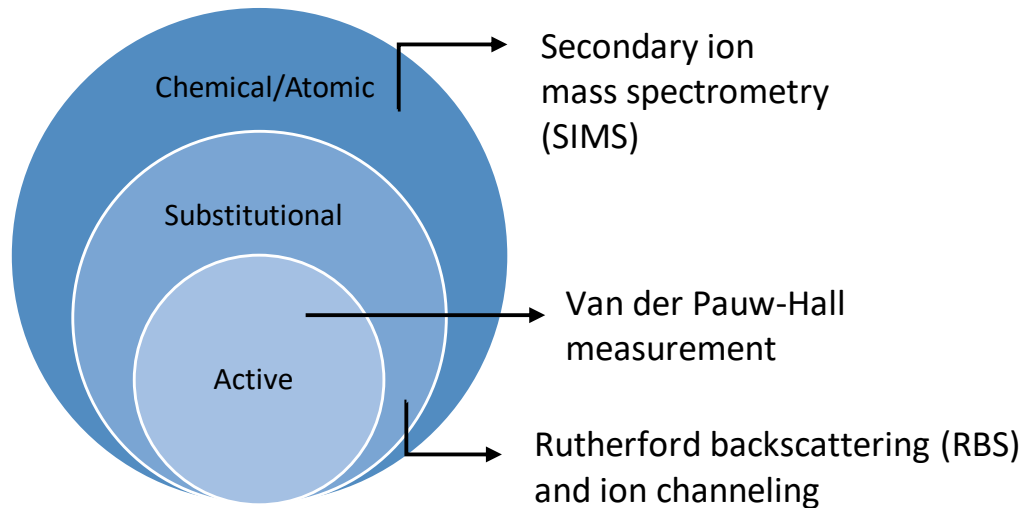 Chemical/Atomic
Secondary ion
mass spectrometry
(SIMS)
Substitutional
Van der Pauw-Hall
measurement
Active
Rutherford backscattering (RBS)
and ion channeling